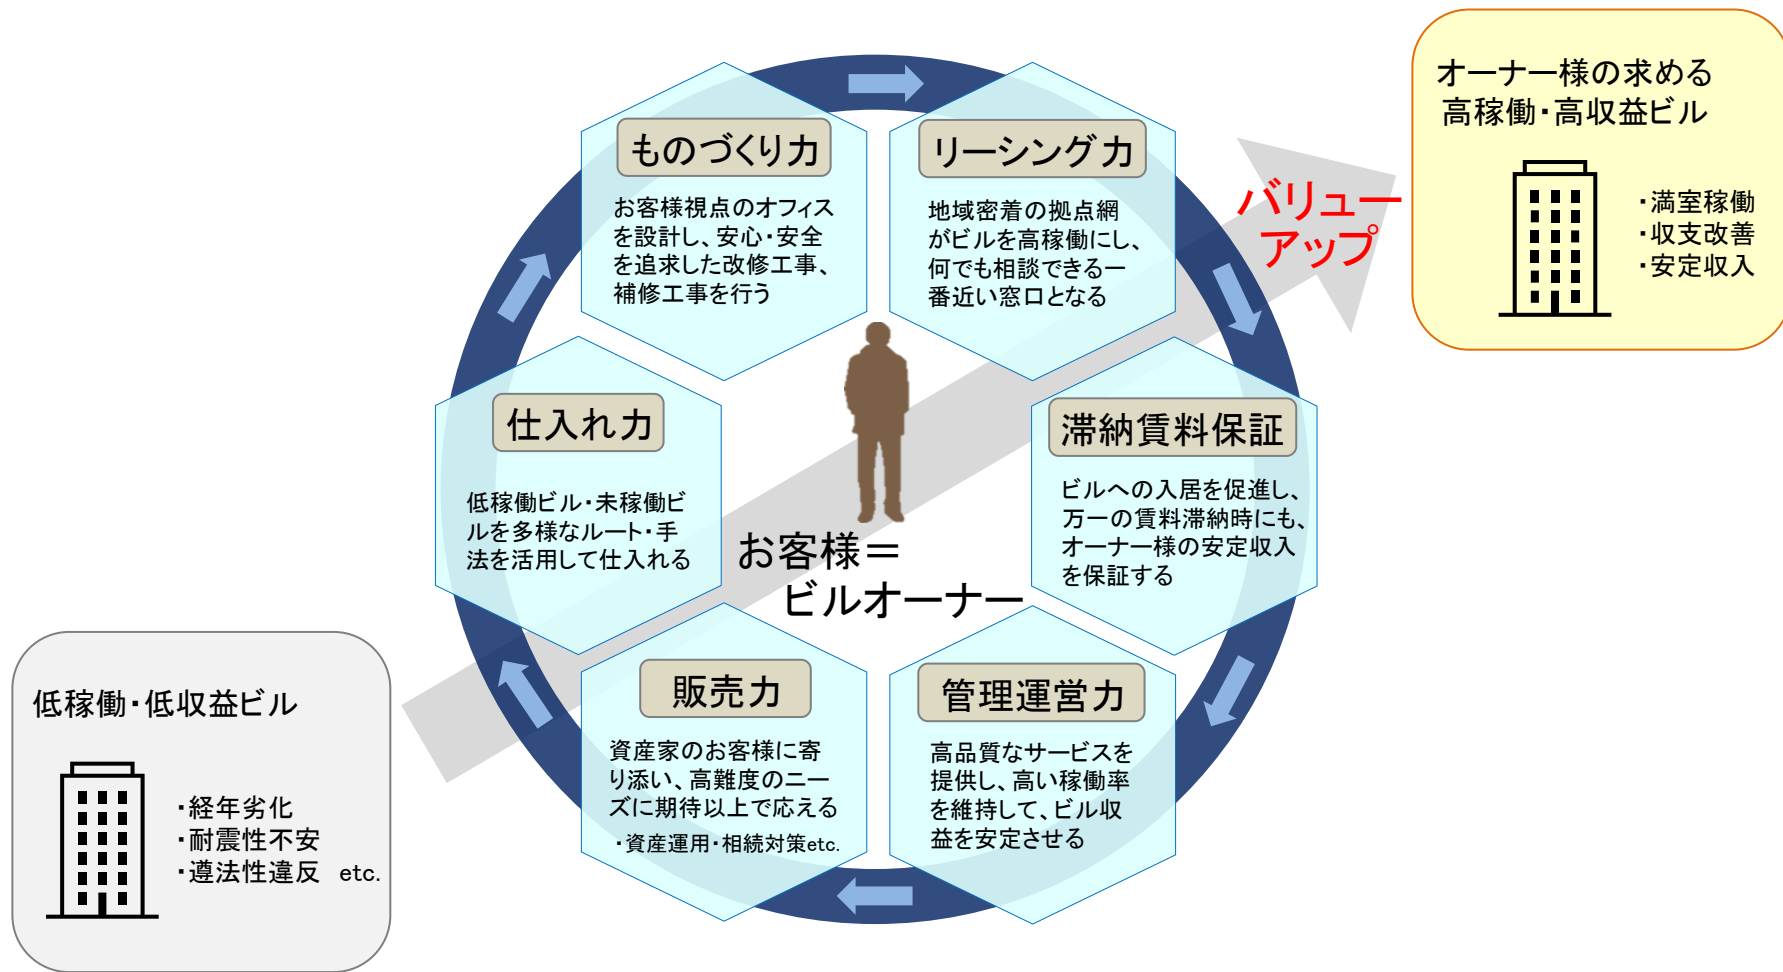 オーナー様の求める
高稼働・高収益ビル
・満室稼働
・収支改善
・安定収入
バリュー
アップ
ものづくり力
お客様視点のオフィス
を設計し、安心・安全
を追求した改修工事、
補修工事を行う
リーシング力
地域密着の拠点網
がビルを高稼働にし、
何でも相談できる一
番近い窓口となる
仕入れ力
低稼働ビル・未稼働ビ
ルを多様なルート・手
法を活用して仕入れる
滞納賃料保証
ビルへの入居を促進し、
万一の賃料滞納時にも、
オーナー様の安定収入
を保証する
お客様＝
ビルオーナー
販売力
資産家のお客様に寄
り添い、高難度のニー
ズに期待以上で応える
・資産運用・相続対策etc.
管理運営力
高品質なサービスを
提供し、高い稼働率
を維持して、ビル収
益を安定させる
低稼働・低収益ビル
・経年劣化
・耐震性不安
・遵法性違反　etc.